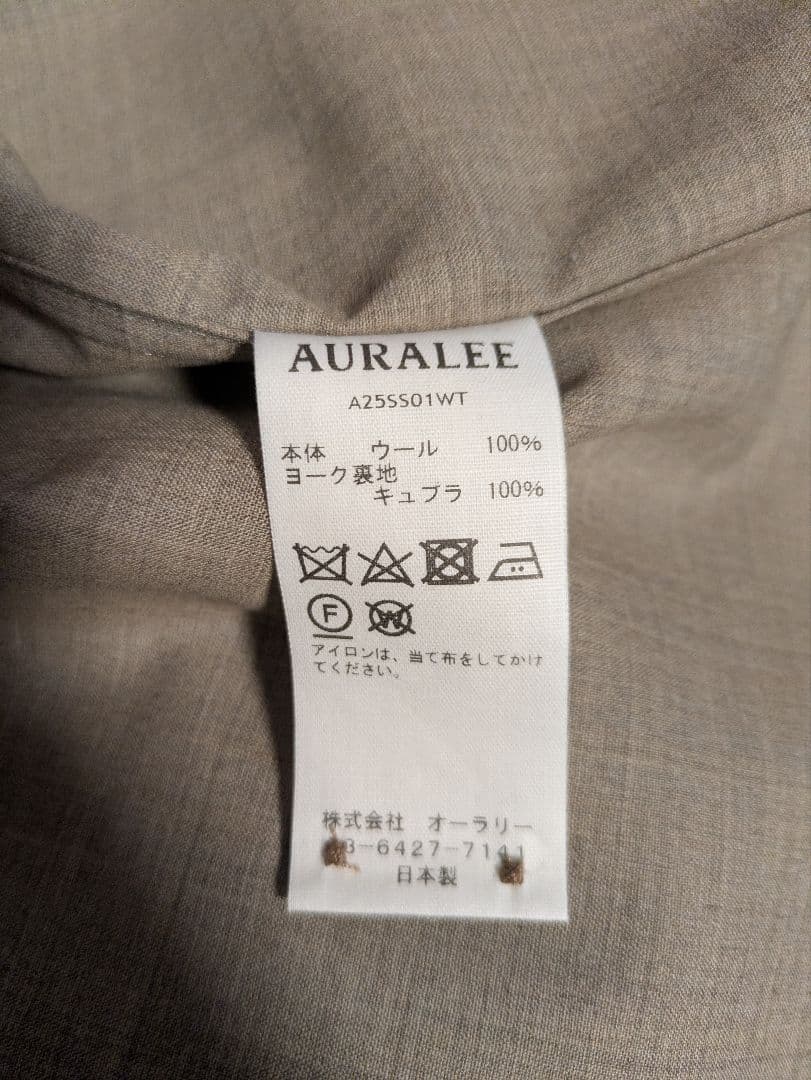 AURALEE
A25SS01WT
本体 ウール 100%
ヨーク裏地
キュプラ 100%
F
W
アイロンは、当て布をしてかけ
てください。
株式会社 オーラリー
03-6427-7141
日本製